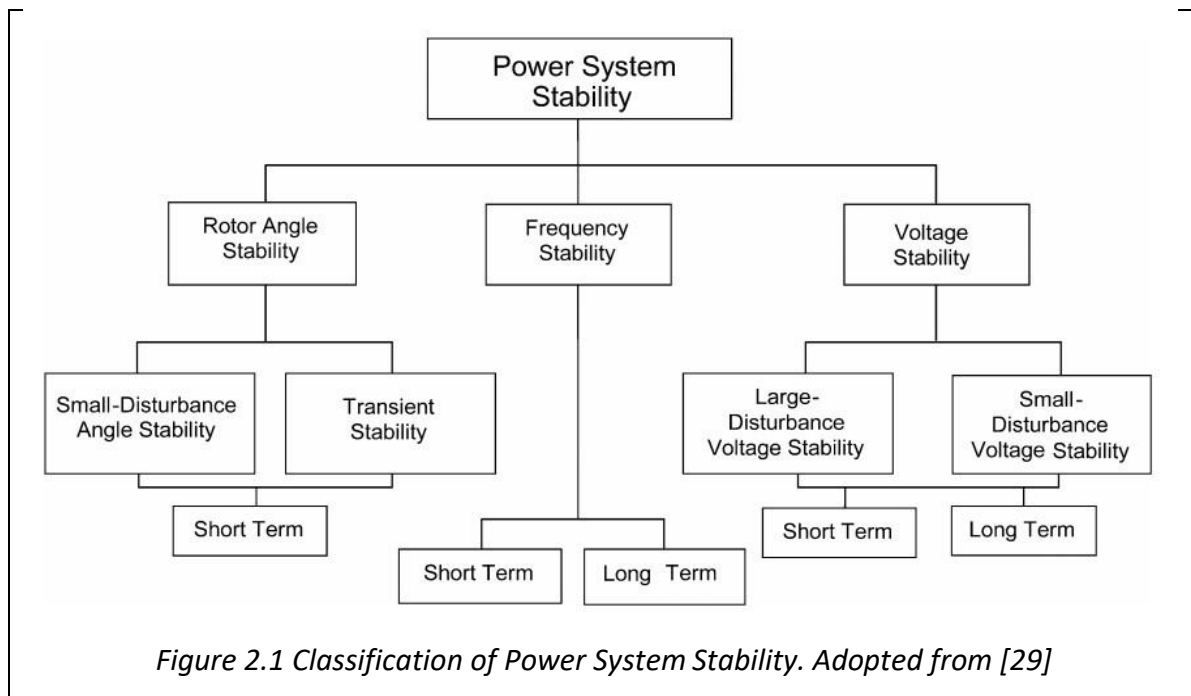 Power System
Stability
Rotor Angle
Stability
Frequency
Stability
Voltage
Stability
Small-Disturbance
Angle Stability
Transient
Stability
Large-
Disturbance
Voltage Stability
Small-
Disturbance
Voltage Stability
Short Term
Short Term
Long Term
Short Term
Long Term
Figure 2.1 Classification of Power System Stability. Adopted from [29]